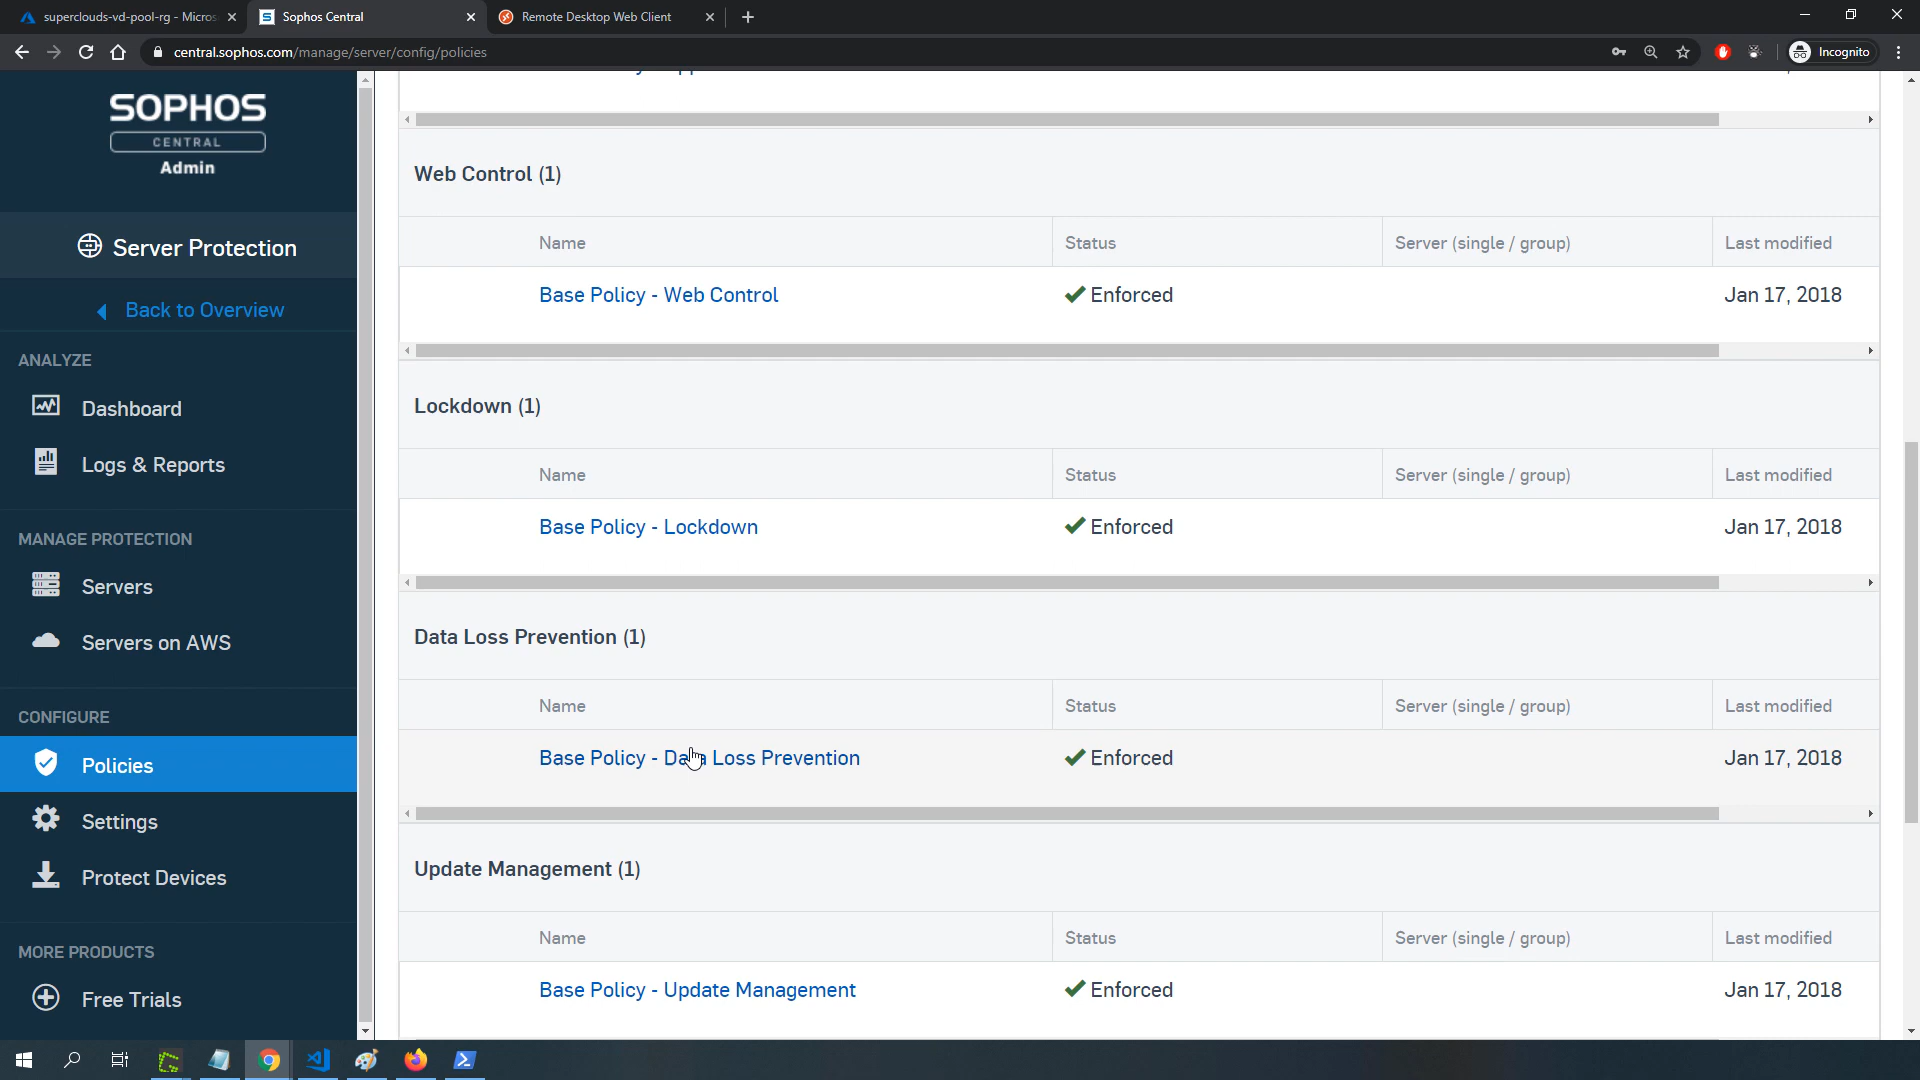 superclouds-vd-pool-rg - Micros
Sophos Central
Remote Desktop Web Client
central.sophos.com/manage/server/config/policies
Incognito
SOPHOS
CENTRAL
Admin
Server Protection
Back to Overview
ANALYZE
Dashboard
Logs & Reports
MANAGE PROTECTION
Servers
Servers on AWS
CONFIGURE
Policies
Settings
Protect Devices
MORE PRODUCTS
Free Trials
Web Control (1)
Name Status Server (single / group) Last modified
Base Policy - Web Control Enforced Jan 17, 2018
Lockdown (1)
Name Status Server (single / group) Last modified
Base Policy - Lockdown Enforced Jan 17, 2018
Data Loss Prevention (1)
Name Status Server (single / group) Last modified
Base Policy - Data Loss Prevention Enforced Jan 17, 2018
Update Management (1)
Name Status Server (single / group) Last modified
Base Policy - Update Management Enforced Jan 17, 2018